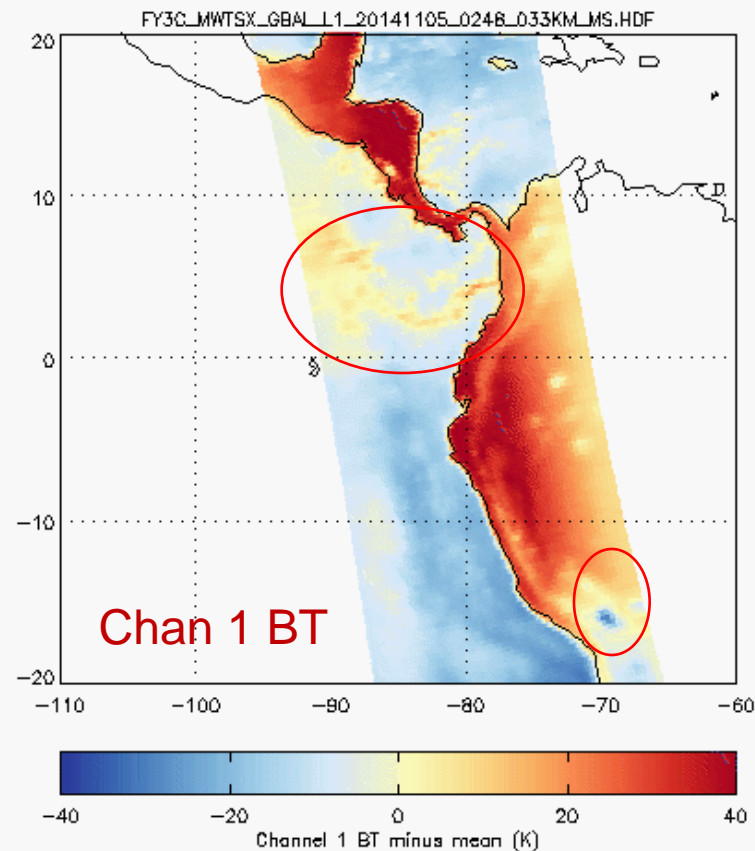 FY3C_MWTSX_GBAL_L1_20141105_0246_033KM_MS.HDF
20
10
0
-10
-20
Chan 1 BT
-110 -100 -90 -80 -70 -60
-40 -20 0 20 40
Channel 1 BT minus mean (K)